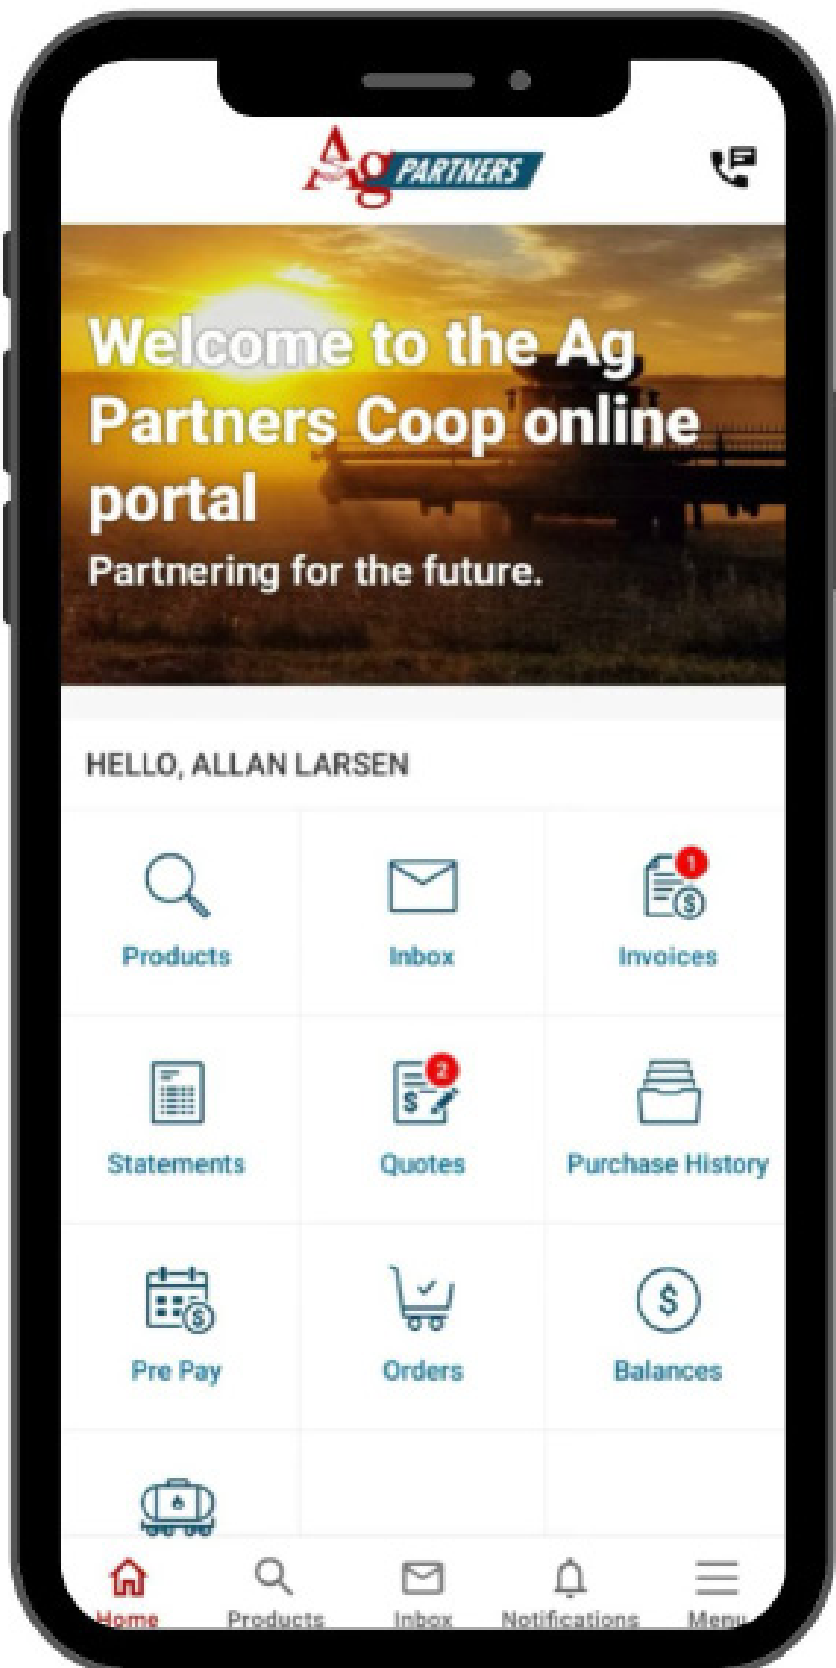 Ag PARTNERS
Welcome to the Ag
Partners Coop online
portal
Partnering for the future.
HELLO, ALLAN LARSEN
Products
Inbox
1
Invoices
Statements
2
Quotes
Purchase History
Pre Pay
Orders
Balances
Home
Products
Inbox
Notifications
Menu